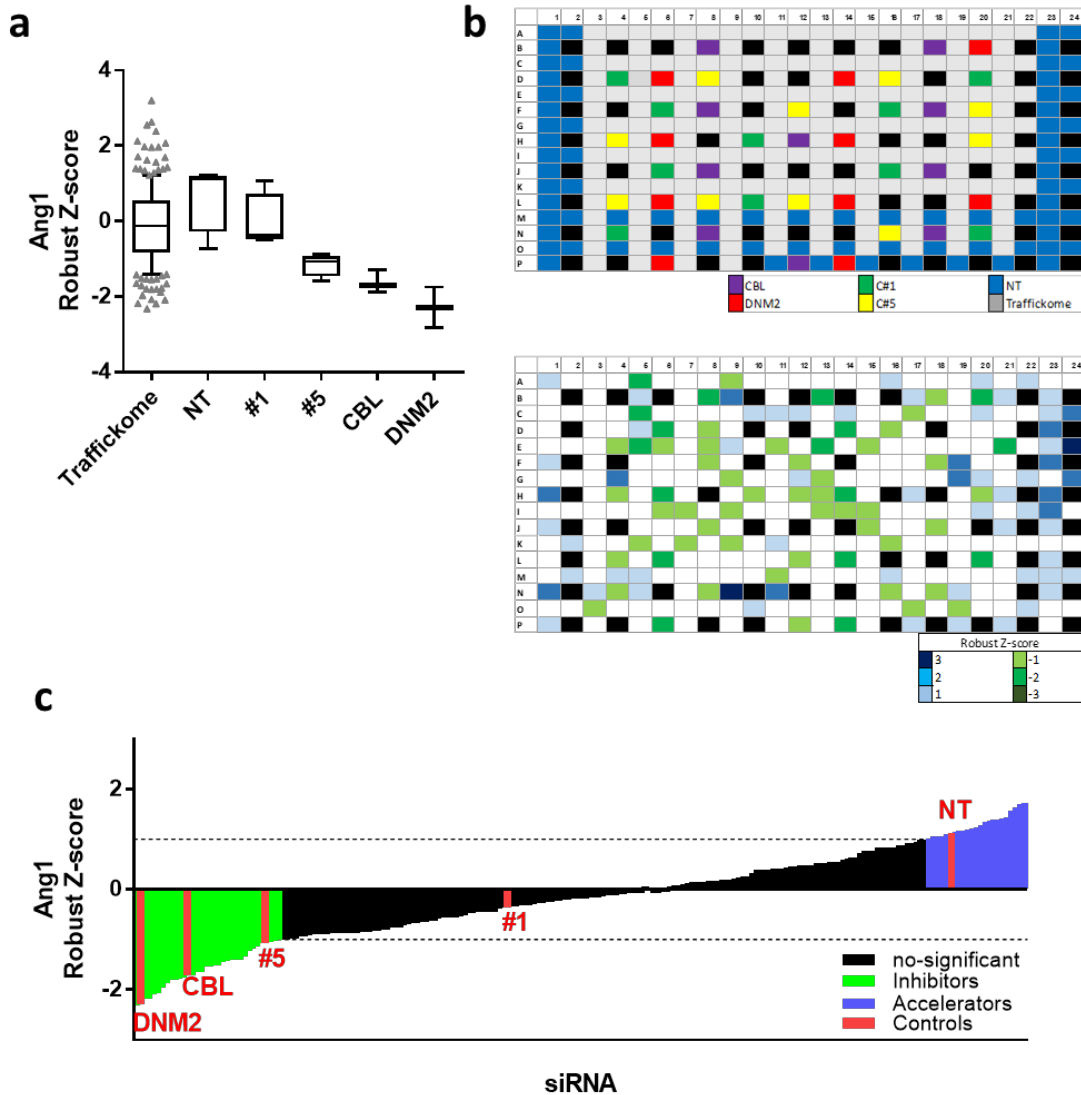 a
Ang1
Robust Z-score
4
2
0
-2
-4
Traffickome
NT
#1
#5
CBL
DNM2
b
1 2 3 4 5 6 7 8 9 10 11 12 13 14 15 16 17 18 19 20 21 22 23 24
A
B
C
D
E
F
G
H
I
J
K
L
M
N
O
P
CBL C#1 NT
DNM2 C#5 Traffickome
1 2 3 4 5 6 7 8 9 10 11 12 13 14 15 16 17 18 19 20 21 22 23 24
A
B
C
D
E
F
G
H
I
J
K
L
M
N
O
P
Robust Z-score
3 -1
2 -2
1 -3
c
Ang1
Robust Z-score
2
0
-2
DNM2
CBL
#5
#1
NT
no-significant
Inhibitors
Accelerators
Controls
siRNA